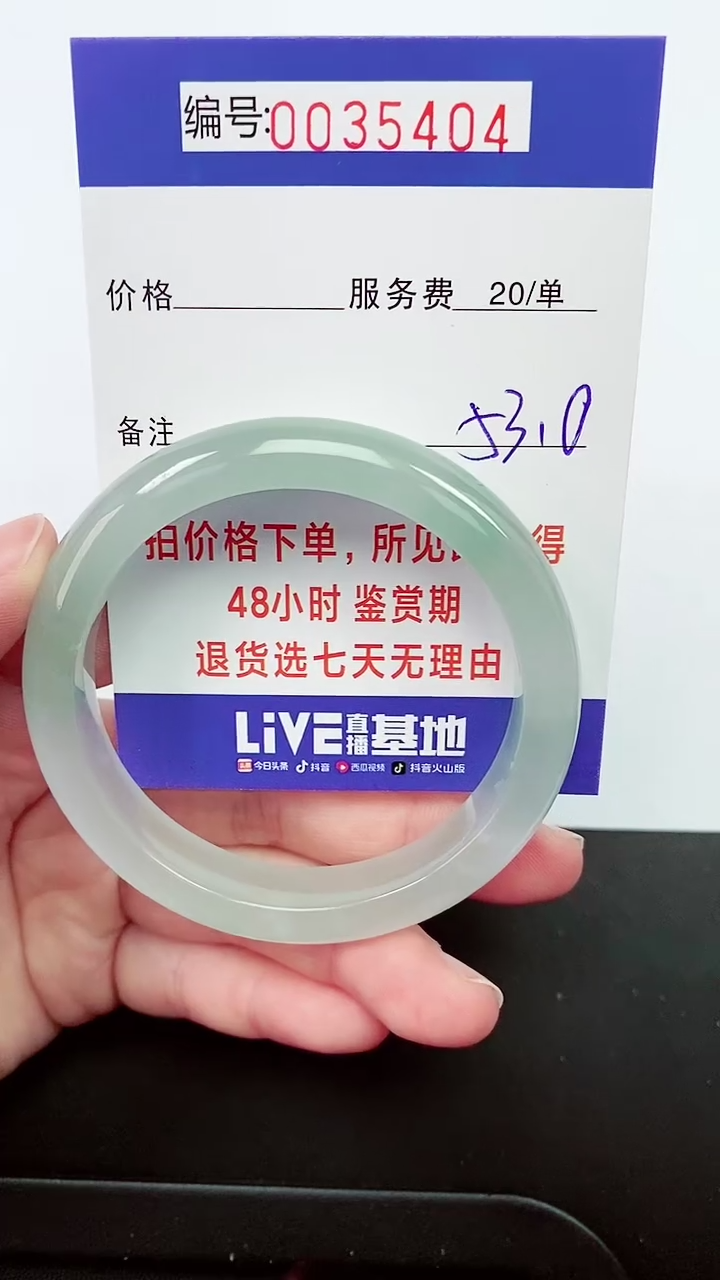 编号:0035404
价格 服务费 20/单
备注 53.0
拍价格下单，所见 得
48小时 鉴赏期
退货选七天无理由
LiVE直播基地
今日头条 抖音 西瓜视频 抖音火山版